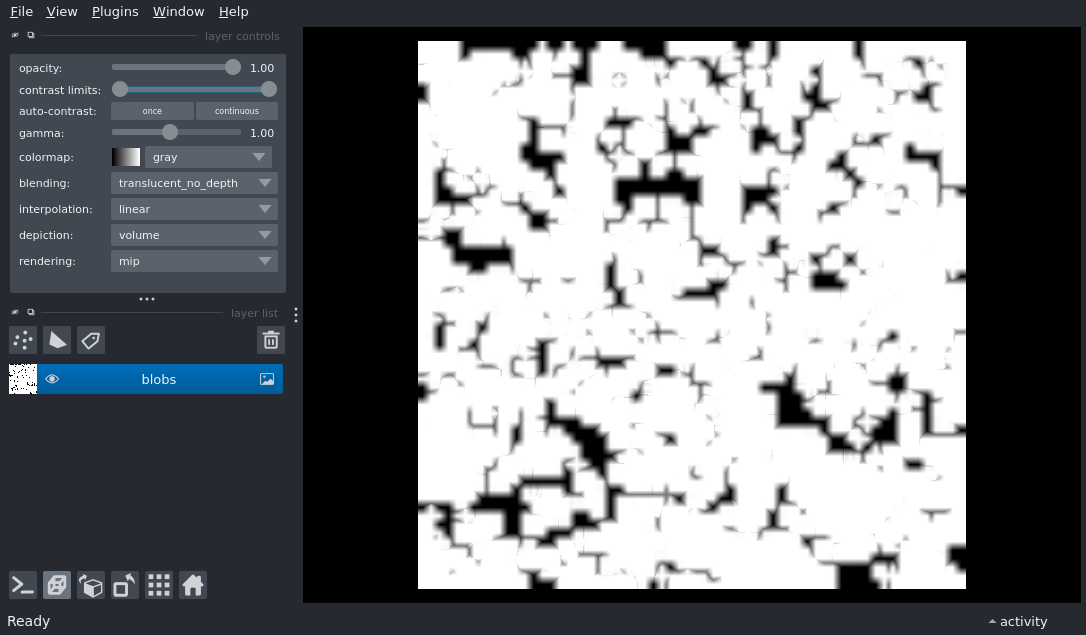 File View Plugins Window Help
layer controls
opacity: 1.00
contrast limits:
auto-contrast: once continuous
gamma: 1.00
colormap: gray
blending: translucent_no_depth
interpolation: linear
depiction: volume
rendering: mip
layer list
blobs
Ready
activity